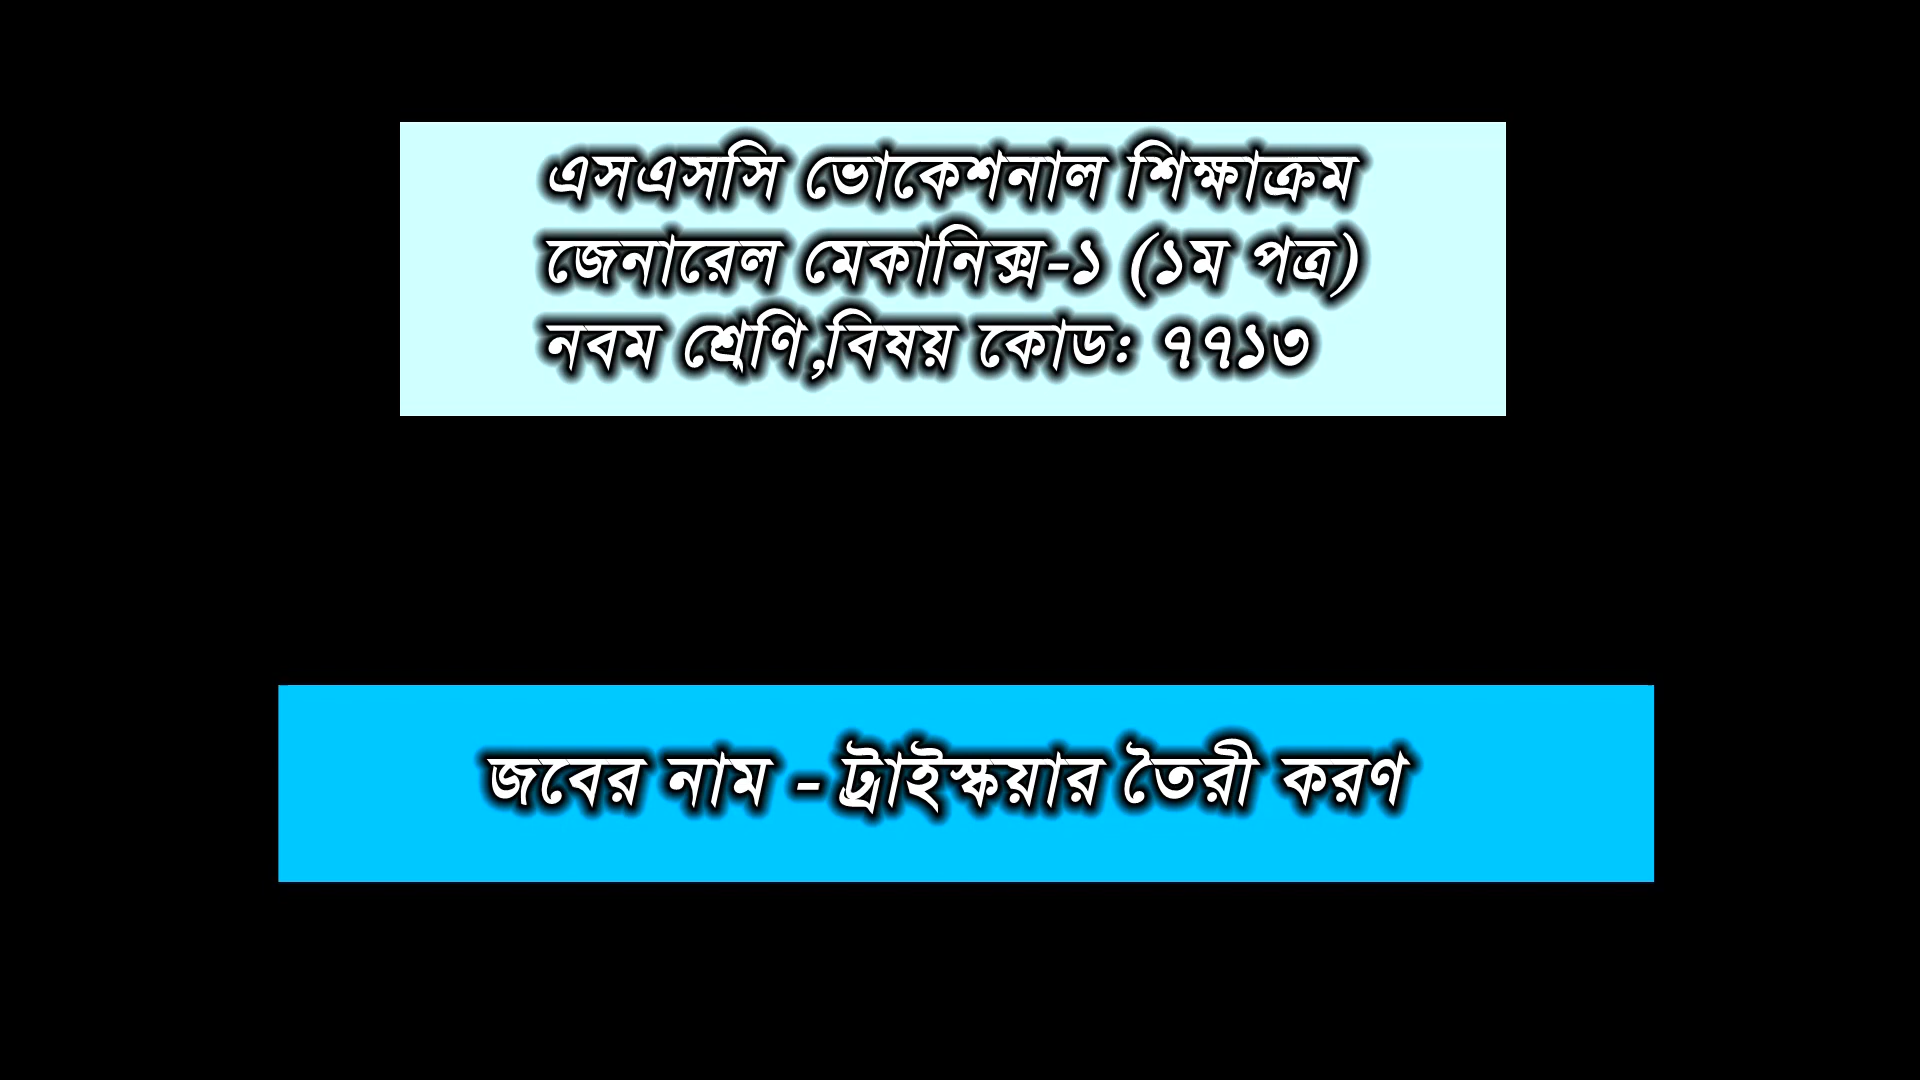 এসএসসি ভোকেশনাল শিক্ষাক্রম
জেনারেল মেকানিক্স-১ (১ম পত্র)
নবম শ্রেণি,বিষয় কোডঃ ৭৭১৩
জবের নাম - ট্রাইস্কয়ার তৈরী করণ